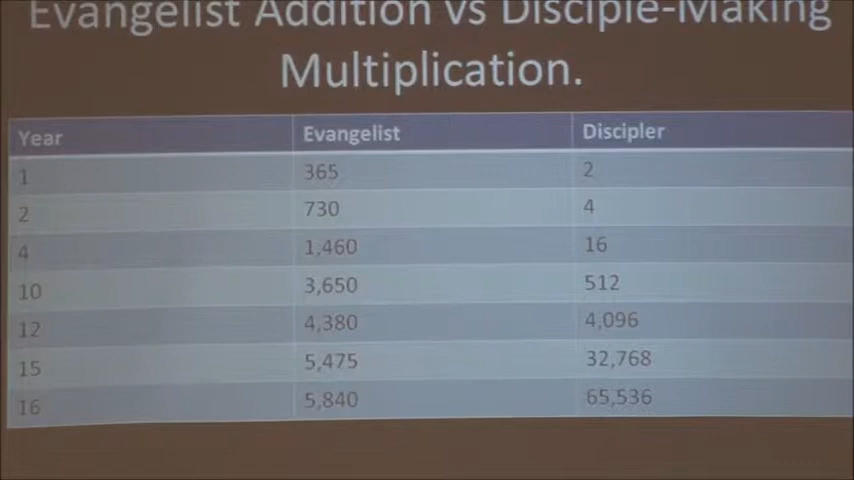 Evangelist Addition vs Disciple-Making
Multiplication.
Year Evangelist Discipler
1 365 2
2 730 4
4 1,460 16
10 3,650 512
12 4,380 4,096
15 5,475 32,768
16 5,840 65,536